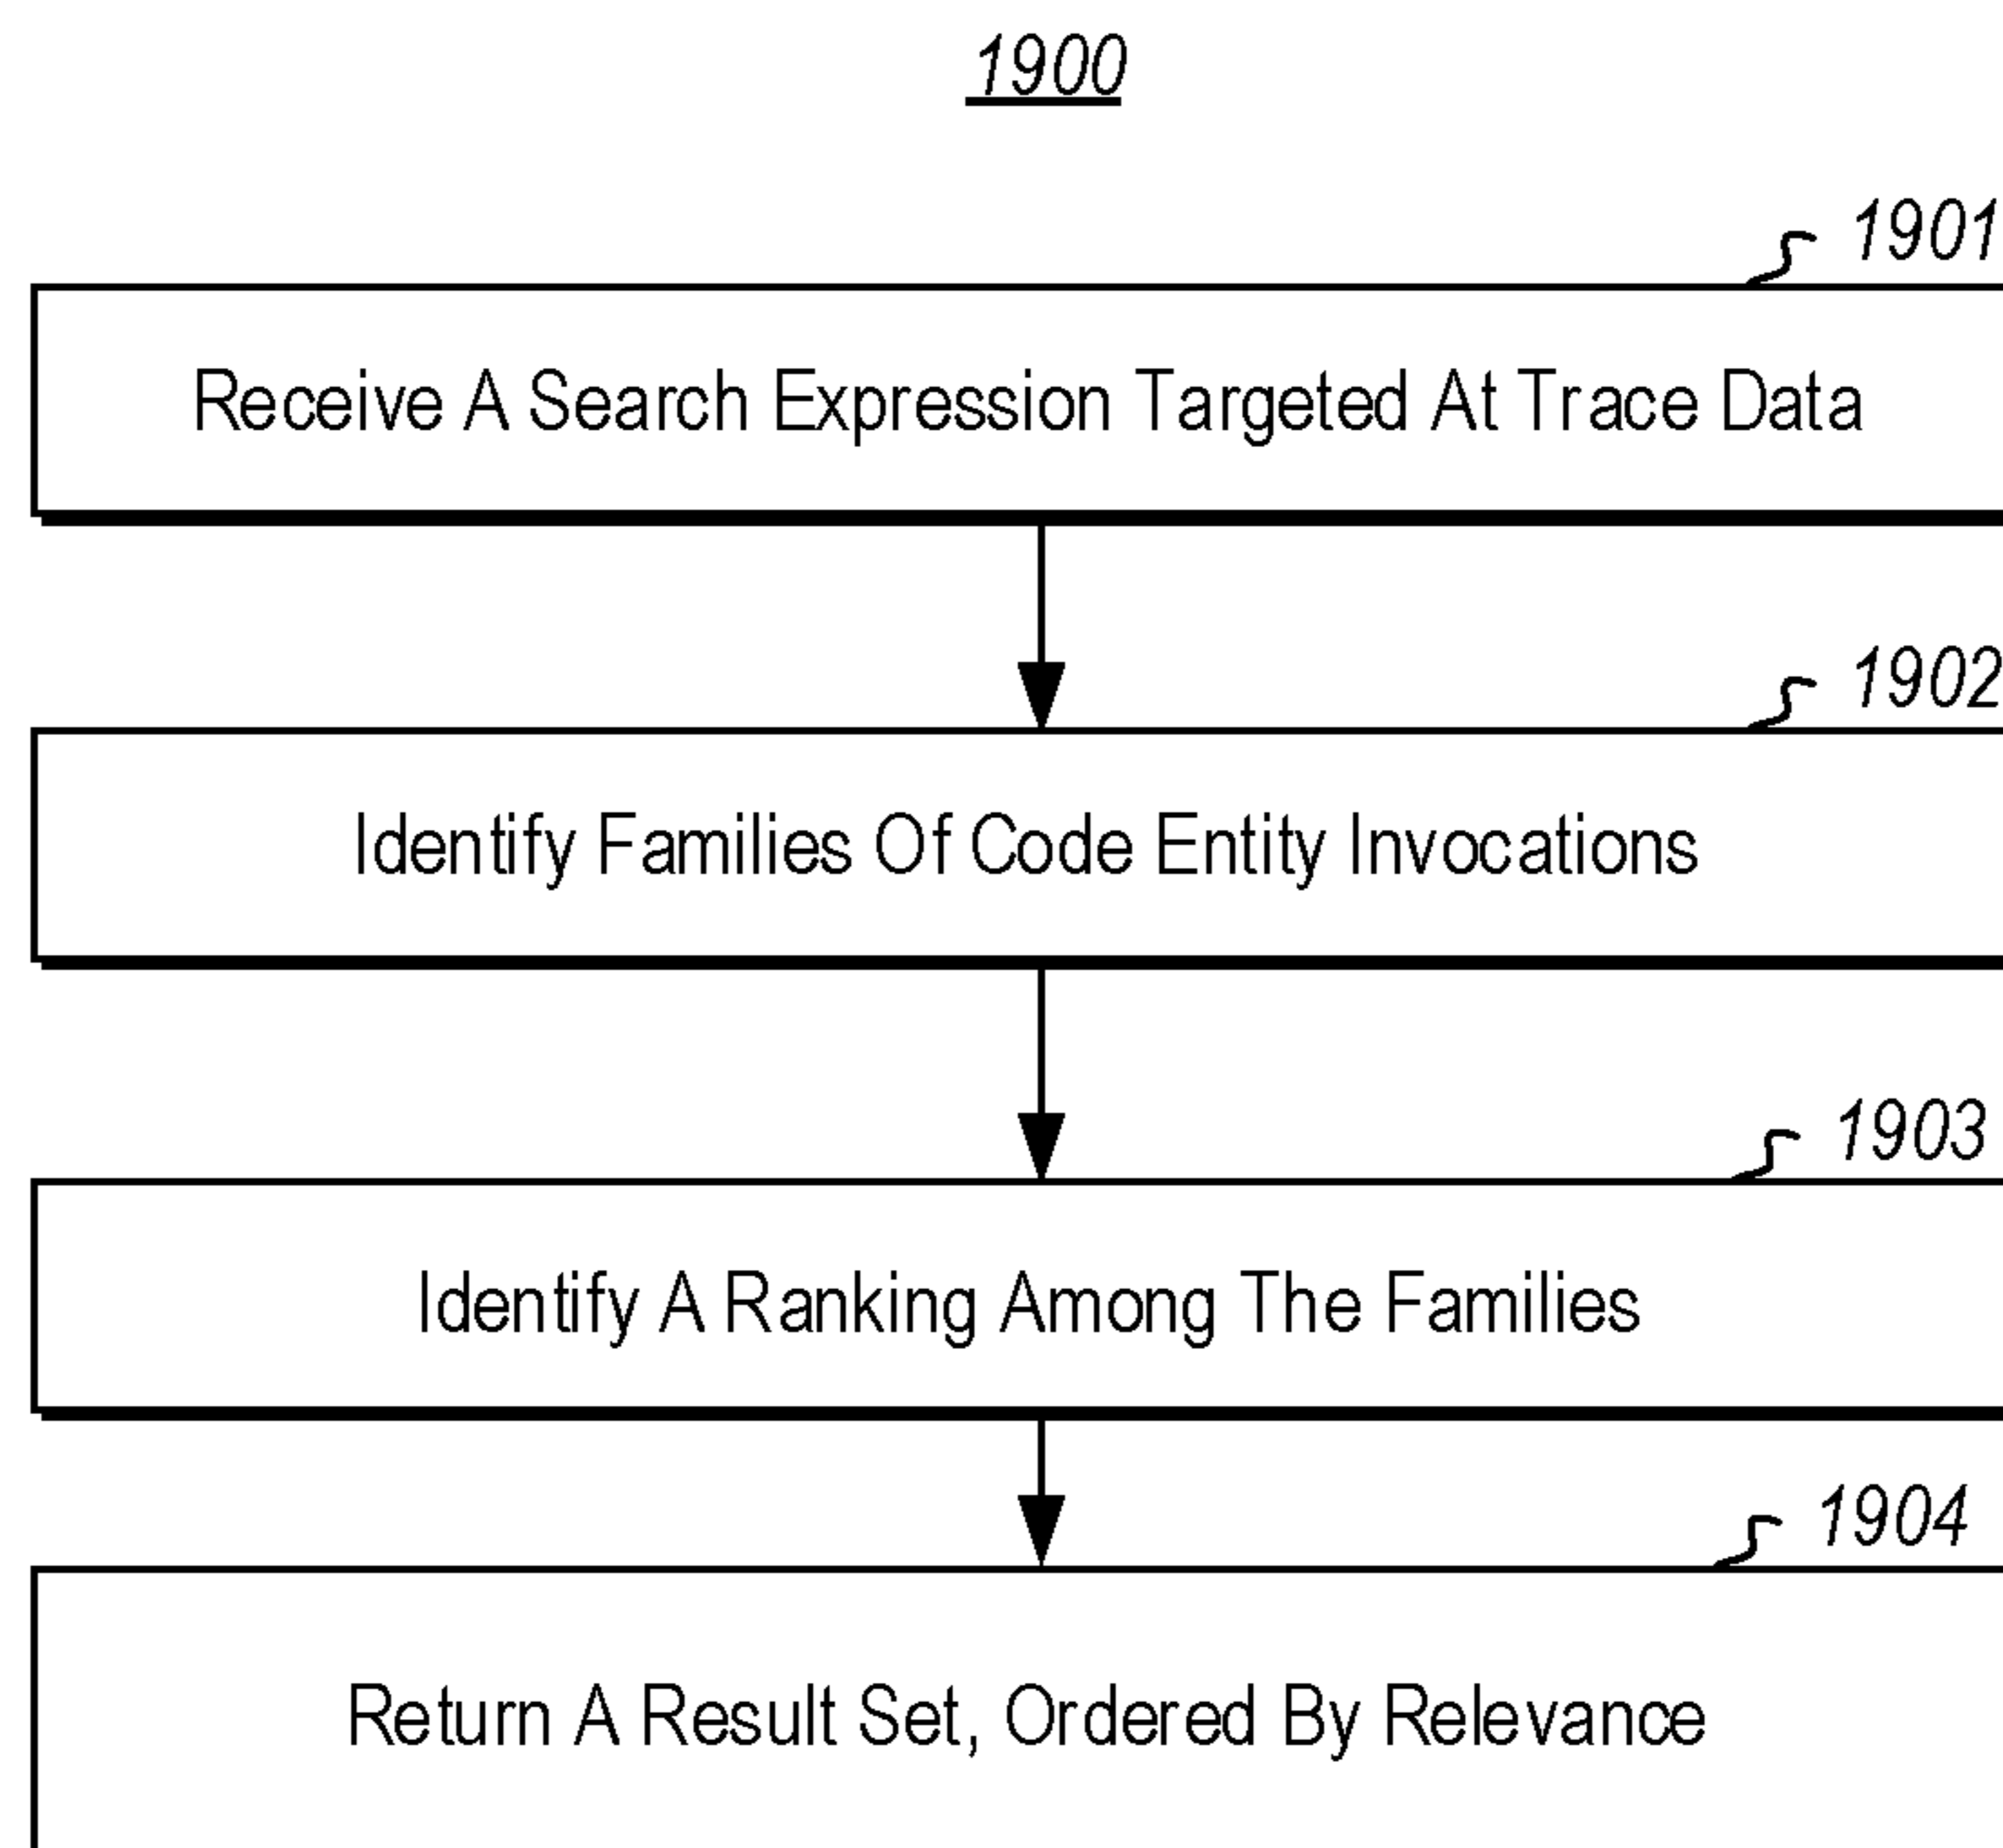 1900
1901
Receive A Search Expression Targeted At Trace Data
1902
Identify Families Of Code Entity Invocations
1903
Identify A Ranking Among The Families
1904
Return A Result Set, Ordered By Relevance